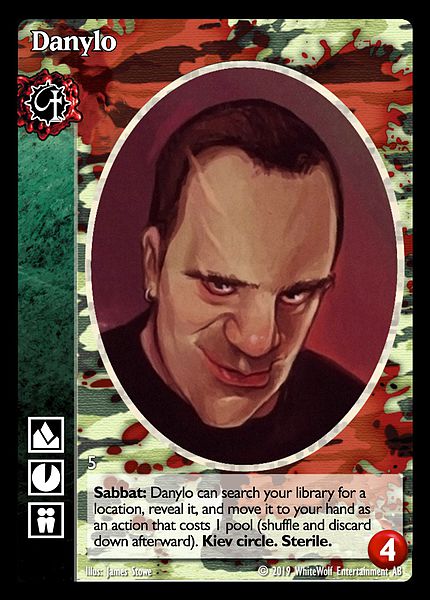 Danylo
5
Sabbat: Danylo can search your library for a
location, reveal it, and move it to your hand as
an action that costs 1 pool (shuffle and discard
down afterward). Kiev circle. Sterile.
4
Illus: James Stowe
© 2019 WhiteWolf Entertainment AB